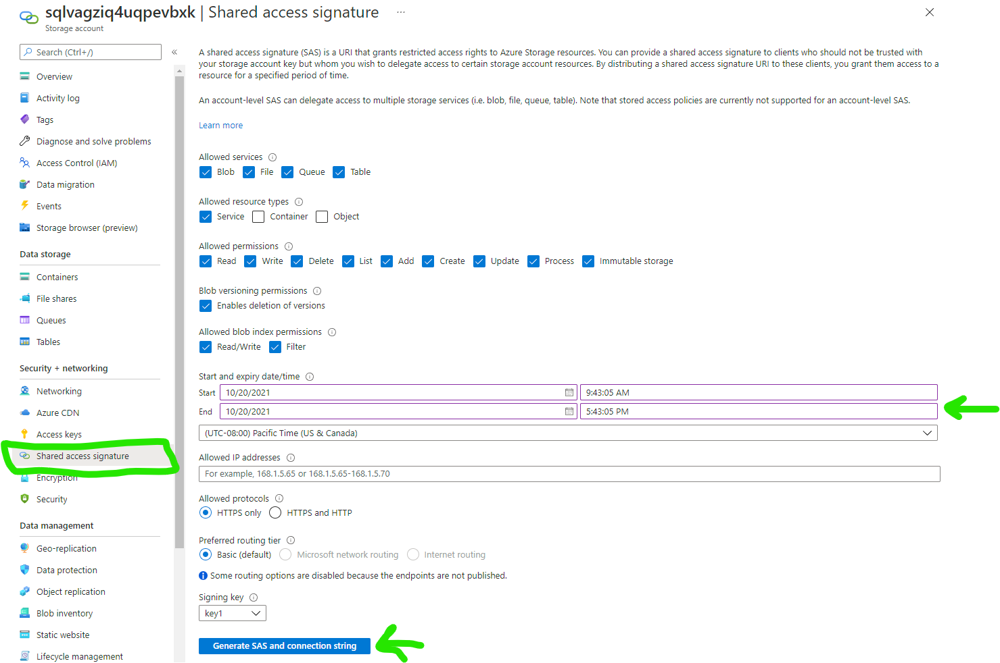 sqlvagziq4uqpevbxk | Shared access signature ...
Storage account
Search (Ctrl+/)
«
Overview
Activity log
Tags
Diagnose and solve problems
Access Control (IAM)
Data migration
Events
Storage browser (preview)
Data storage
Containers
File shares
Queues
Tables
Security + networking
Networking
Azure CDN
Access keys
Shared access signature
Encryption
Security
Data management
Geo-replication
Data protection
Object replication
Blob inventory
Static website
Lifecycle management
A shared access signature (SAS) is a URI that grants restricted access rights to Azure Storage resources. You can provide a shared access signature to clients who should not be trusted with
your storage account key but whom you wish to delegate access to certain storage account resources. By distributing a shared access signature URI to these clients, you grant them access to a
resource for a specified period of time.
An account-level SAS can delegate access to multiple storage services (i.e. blob, file, queue, table). Note that stored access policies are currently not supported for an account-level SAS.
Learn more
Allowed services
Blob File Queue Table
Allowed resource types
Service Container Object
Allowed permissions
Read Write Delete List Add Create Update Process Immutable storage
Blob versioning permissions
Enables deletion of versions
Allowed blob index permissions
Read/Write Filter
Start and expiry date/time
Start 10/20/2021 9:43:05 AM
End 10/20/2021 5:43:05 PM
(UTC-08:00) Pacific Time (US & Canada)
Allowed IP addresses
For example, 168.1.5.65 or 168.1.5.65-168.1.5.70
Allowed protocols
HTTPS only HTTPS and HTTP
Preferred routing tier
Basic (default) Microsoft network routing Internet routing
Some routing options are disabled because the endpoints are not published.
Signing key
key1
Generate SAS and connection string